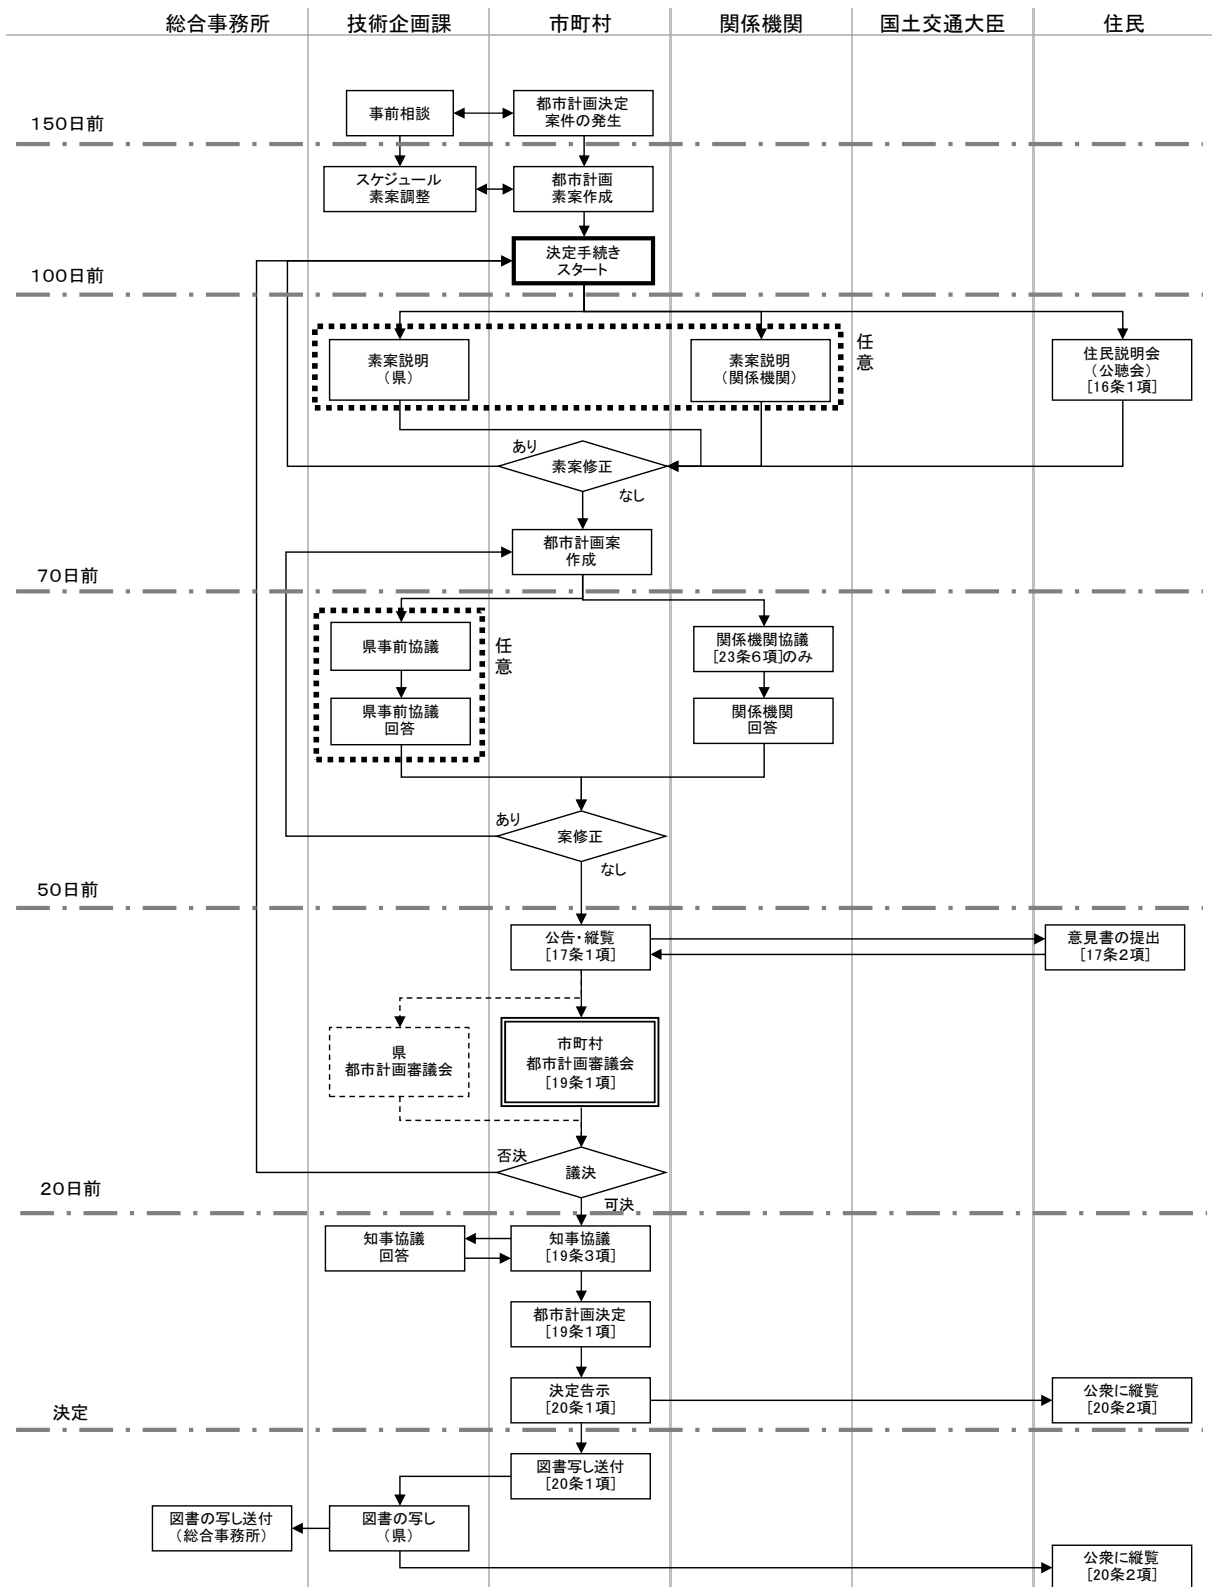 総合事務所
技術企画課
市町村
関係機関
国土交通大臣
住民
事前相談
都市計画決定
案件の発生
150日前
スケジュール
素案調整
都市計画
素案作成
決定手続き
スタート
100日前
素案説明
（県）
素案説明
（関係機関）
任
意
住民説明会
（公聴会）
[16条1項]
あり
素案修正
なし
都市計画案
作成
70日前
県事前協議
任
意
関係機関協議
[23条6項]のみ
県事前協議
回答
関係機関
回答
あり
案修正
なし
50日前
公告・縦覧
[17条1項]
意見書の提出
[17条2項]
県
都市計画審議会
市町村
都市計画審議会
[19条1項]
否決
議決
可決
20日前
知事協議
回答
知事協議
[19条3項]
都市計画決定
[19条1項]
決定告示
[20条1項]
公衆に縦覧
[20条2項]
決定
図書写し送付
[20条1項]
図書の写し送付
（総合事務所）
図書の写し
（県）
公衆に縦覧
[20条2項]